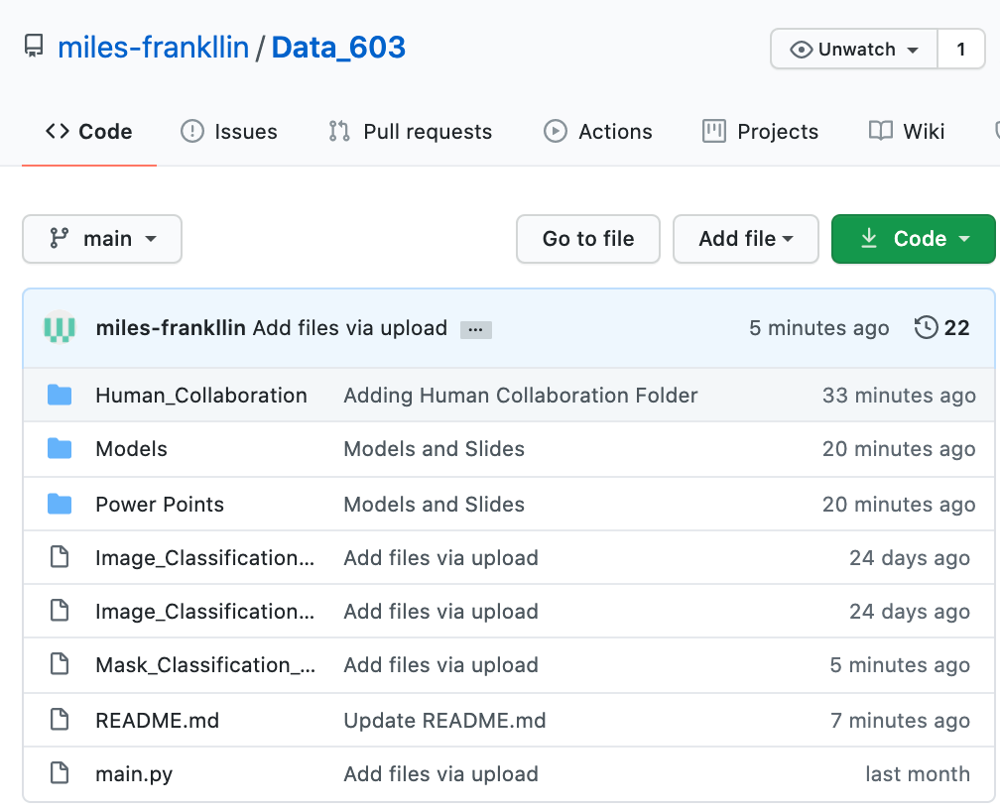 miles-frankllin / Data_603
Unwatch 1
Code Issues Pull requests Actions Projects Wiki
main Go to file Add file Code
miles-frankllin Add files via upload ... 5 minutes ago 22
Human_Collaboration Adding Human Collaboration Folder 33 minutes ago
Models Models and Slides 20 minutes ago
Power Points Models and Slides 20 minutes ago
Image_Classification... Add files via upload 24 days ago
Image_Classification... Add files via upload 24 days ago
Mask_Classification_... Add files via upload 5 minutes ago
README.md Update README.md 7 minutes ago
main.py Add files via upload last month